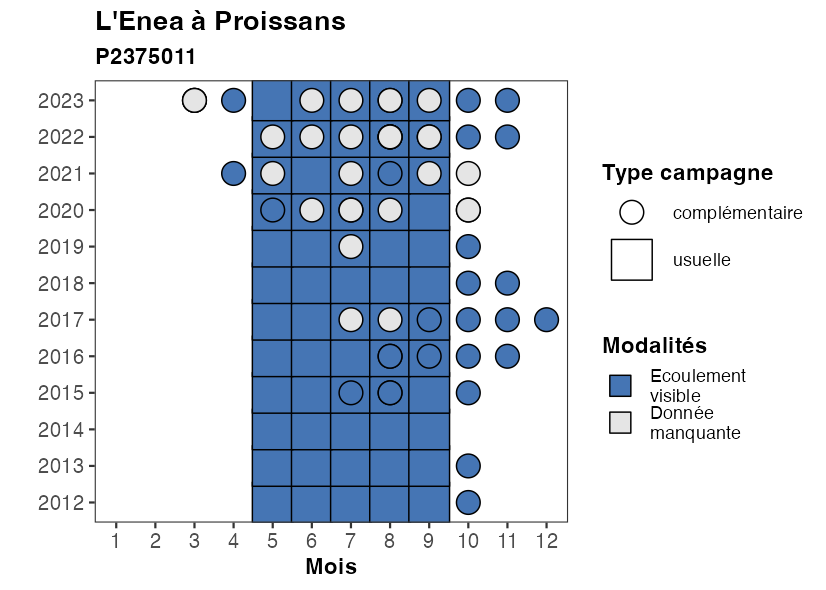 L'Enea à Proissans
P2375011
2023
2022
2021
2020
2019
2018
2017
2016
2015
2014
2013
2012
1 2 3 4 5 6 7 8 9 10 11 12
Mois
Type campagne
complémentaire
usuelle
Modalités
Ecoulement
visible
Donnée
manquante